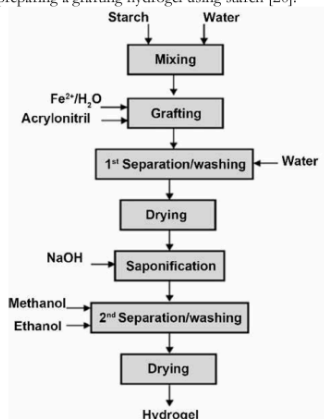 preparing a grafting hydrogel using starch [28].
Starch Water
Mixing
Fe²⁺/H₂O
Acrylonitril
Grafting
1ˢᵗ Separation/washing
Water
Drying
NaOH
Saponification
Methanol
Ethanol
2ⁿᵈ Separation/washing
Drying
Hydrogel